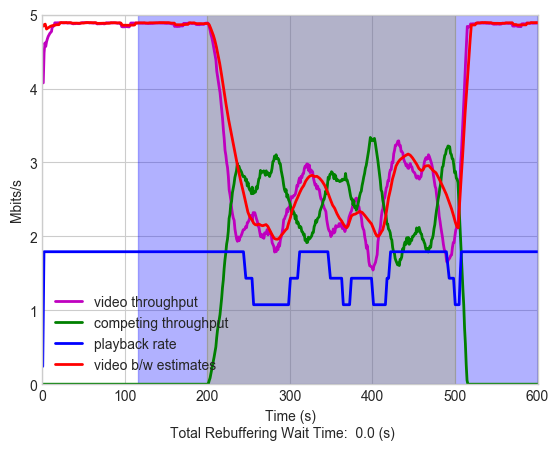 5
4
3
2
1
0
Mbits/s
video throughput
competing throughput
playback rate
video b/w estimates
0 100 200 300 400 500 600
Time (s)
Total Rebuffering Wait Time: 0.0 (s)